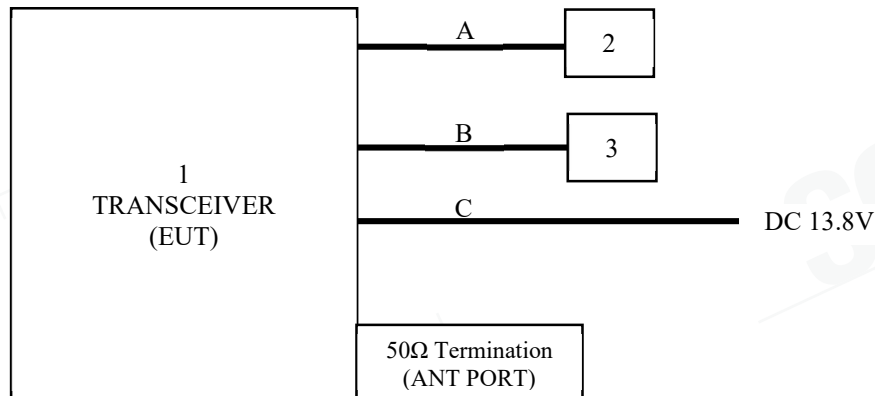 A
2
B
3
1
TRANSCEIVER
(EUT)
C
DC 13.8V
50Ω Termination
(ANT PORT)